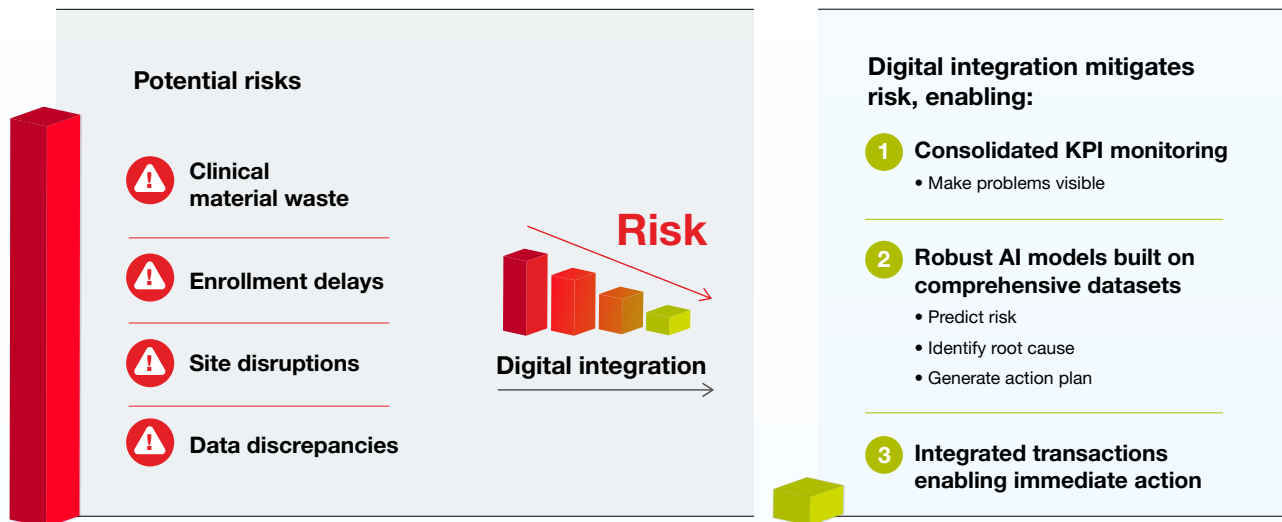 Potential risks
Clinical
material waste
Enrollment delays
Site disruptions
Data discrepancies
Risk
Digital integration
Digital integration mitigates
risk, enabling:
1 Consolidated KPI monitoring
• Make problems visible
2 Robust AI models built on
comprehensive datasets
• Predict risk
• Identify root cause
• Generate action plan
3 Integrated transactions
enabling immediate action